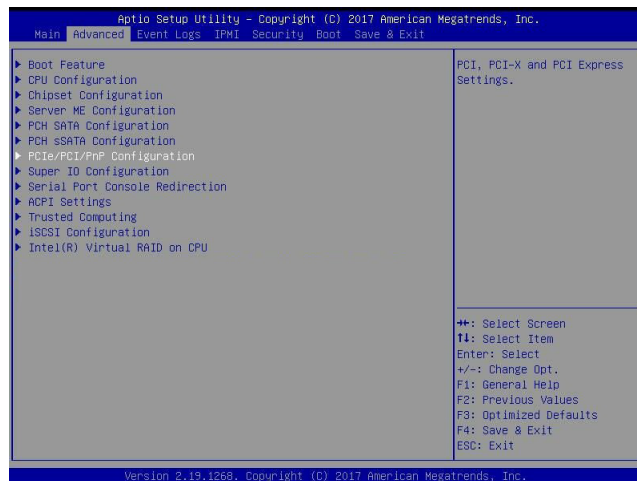 Aptio Setup Utility – Copyright (C) 2017 American Megatrends, Inc.
Main Advanced Event Logs IPMI Security Boot Save & Exit
Boot Feature
CPU Configuration
Chipset Configuration
Server ME Configuration
PCH SATA Configuration
PCH sSATA Configuration
PCIe/PCI/PnP Configuration
Super IO Configuration
Serial Port Console Redirection
ACPI Settings
Trusted Computing
iSCSI Configuration
Intel(R) Virtual RAID on CPU
PCI, PCI-X and PCI Express
Settings.
→←: Select Screen
↑↓: Select Item
Enter: Select
+/-: Change Opt.
F1: General Help
F2: Previous Values
F3: Optimized Defaults
F4: Save & Exit
ESC: Exit
Version 2.19.1268. Copyright (C) 2017 American Megatrends, Inc.